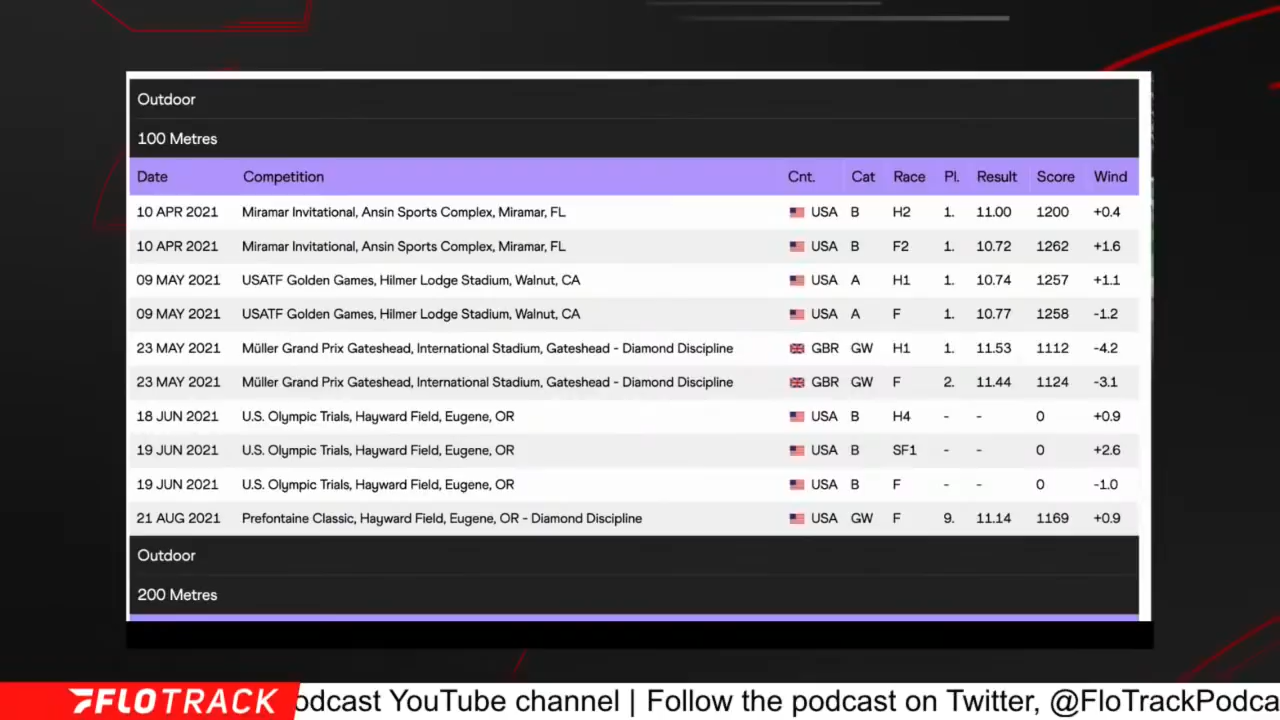 Outdoor
100 Metres
Date Competition Cnt. Cat Race Pl. Result Score Wind
10 APR 2021 Miramar Invitational, Ansin Sports Complex, Miramar, FL USA B H2 1. 11.00 1200 +0.4
10 APR 2021 Miramar Invitational, Ansin Sports Complex, Miramar, FL USA B F2 1. 10.72 1262 +1.6
09 MAY 2021 USATF Golden Games, Hilmer Lodge Stadium, Walnut, CA USA A H1 1. 10.74 1257 +1.1
09 MAY 2021 USATF Golden Games, Hilmer Lodge Stadium, Walnut, CA USA A F 1. 10.77 1258 -1.2
23 MAY 2021 Müller Grand Prix Gateshead, International Stadium, Gateshead - Diamond Discipline GBR GW H1 1. 11.53 1112 -4.2
23 MAY 2021 Müller Grand Prix Gateshead, International Stadium, Gateshead - Diamond Discipline GBR GW F 2. 11.44 1124 -3.1
18 JUN 2021 U.S. Olympic Trials, Hayward Field, Eugene, OR USA B H4 - - 0 +0.9
19 JUN 2021 U.S. Olympic Trials, Hayward Field, Eugene, OR USA B SF1 - - 0 +2.6
19 JUN 2021 U.S. Olympic Trials, Hayward Field, Eugene, OR USA B F - - 0 -1.0
21 AUG 2021 Prefontaine Classic, Hayward Field, Eugene, OR - Diamond Discipline USA GW F 9. 11.14 1169 +0.9
Outdoor
200 Metres
FLOTRACK odcast YouTube channel | Follow the podcast on Twitter, @FloTrackPodca